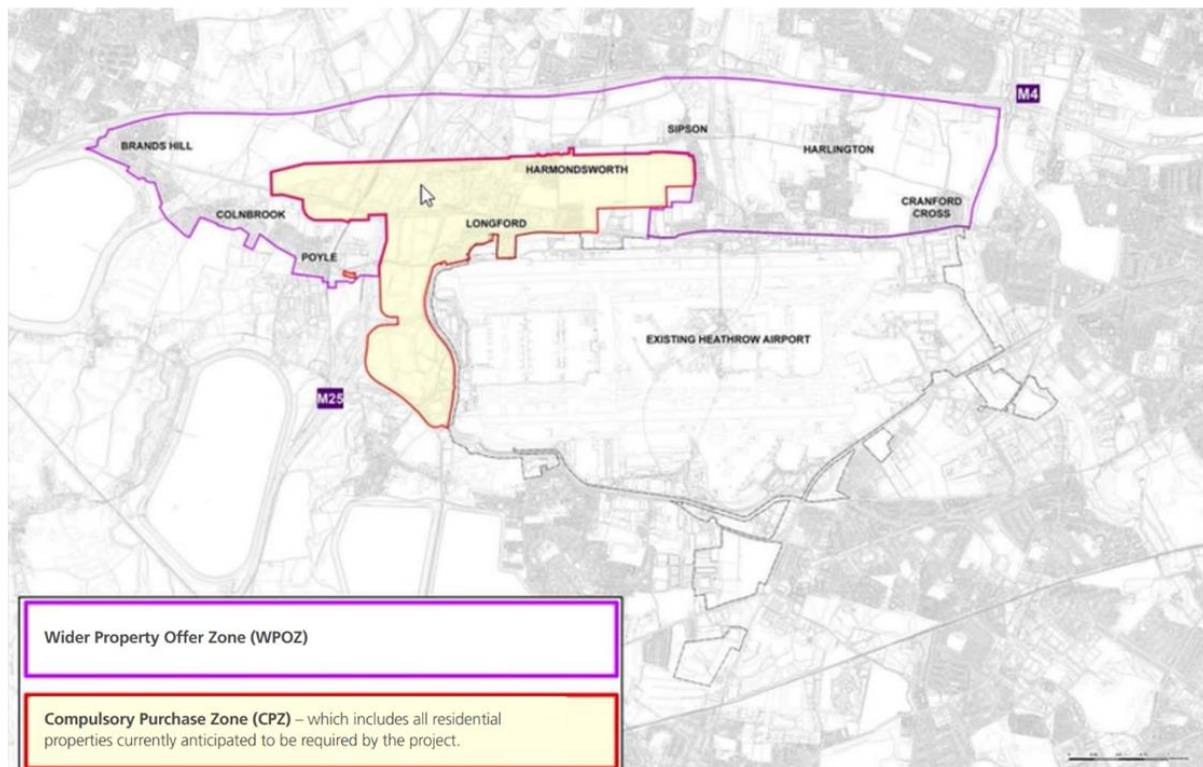 M4
SIPSON
BRANDS HILL
HARLINGTON
HARMONDSWORTH
CRANFORD
CROSS
COLNBROOK
LONGFORD
POYLE
EXISTING HEATHROW AIRPORT
M25
Wider Property Offer Zone (WPOZ)
Compulsory Purchase Zone (CPZ) – which includes all residential
properties currently anticipated to be required by the project.